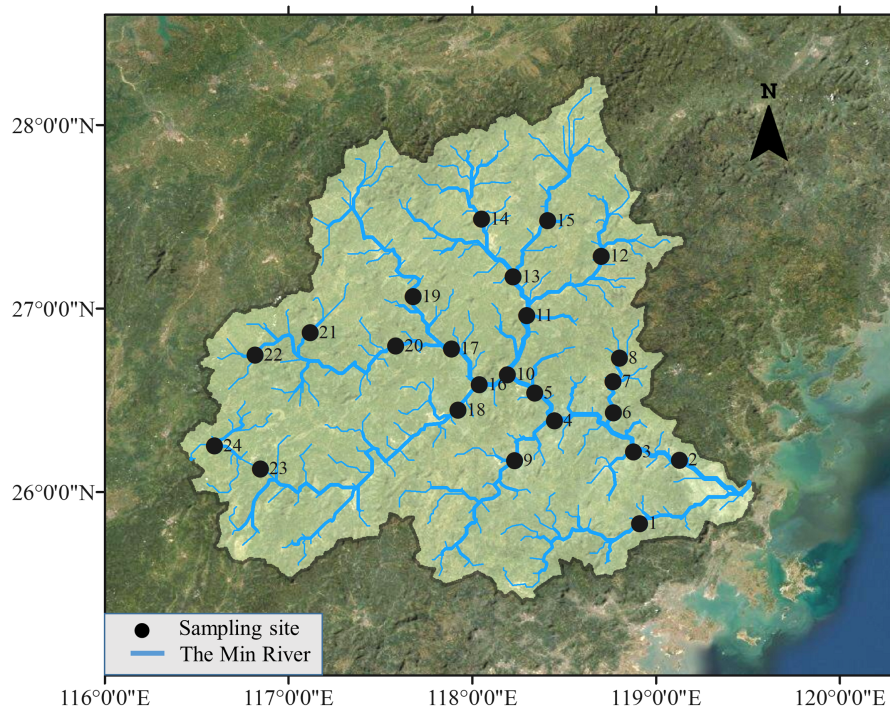 N
28°0'0"N
14
15
12
13
27°0'0"N
19
11
21
20
17
22
8
10
7
16
5
18
6
4
24
3
9
2
23
26°0'0"N
1
Sampling site
The Min River
116°0'0"E
117°0'0"E
118°0'0"E
119°0'0"E
120°0'0"E